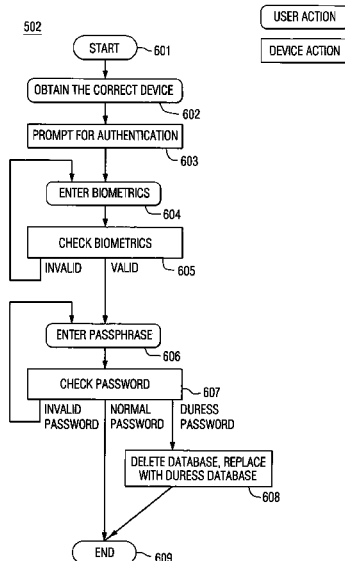 502
USER ACTION
DEVICE ACTION
START
601
OBTAIN THE CORRECT DEVICE
602
PROMPT FOR AUTHENTICATION
603
ENTER BIOMETRICS
604
CHECK BIOMETRICS
INVALID VALID
605
ENTER PASSPHRASE
606
CHECK PASSWORD
607
INVALID NORMAL DURESS
PASSWORD PASSWORD PASSWORD
DELETE DATABASE, REPLACE
WITH DURESS DATABASE
608
END
609